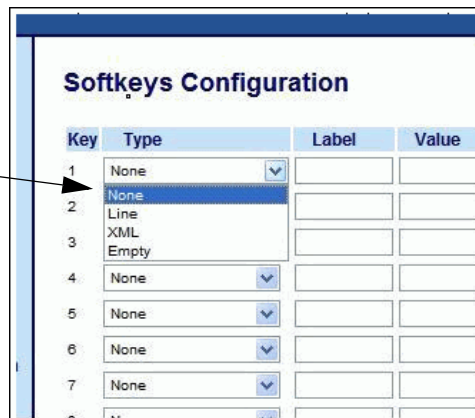 Softkeys Configuration
Key Type Label Value
1 None
None
2 Line
XML
3 Empty
4 None
5 None
6 None
7 None